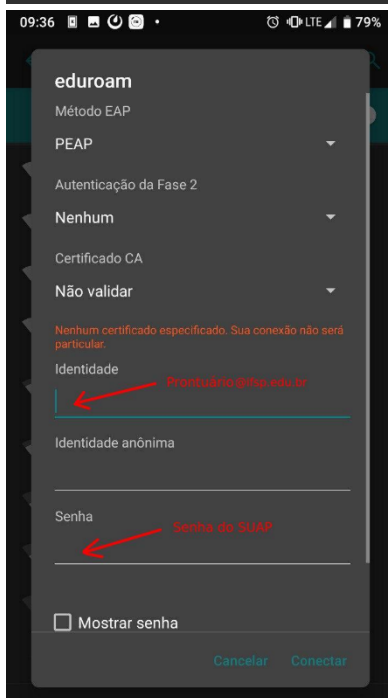 09:36 LTE 79%
eduroam
Método EAP
PEAP
Autenticação da Fase 2
Nenhum
Certificado CA
Não validar
Nenhum certificado especificado. Sua conexão não será
particular.
Identidade
Prontuário@ifsp.edu.br
Identidade anônima
Senha
Senha do SUAP
Mostrar senha
Cancelar Conectar